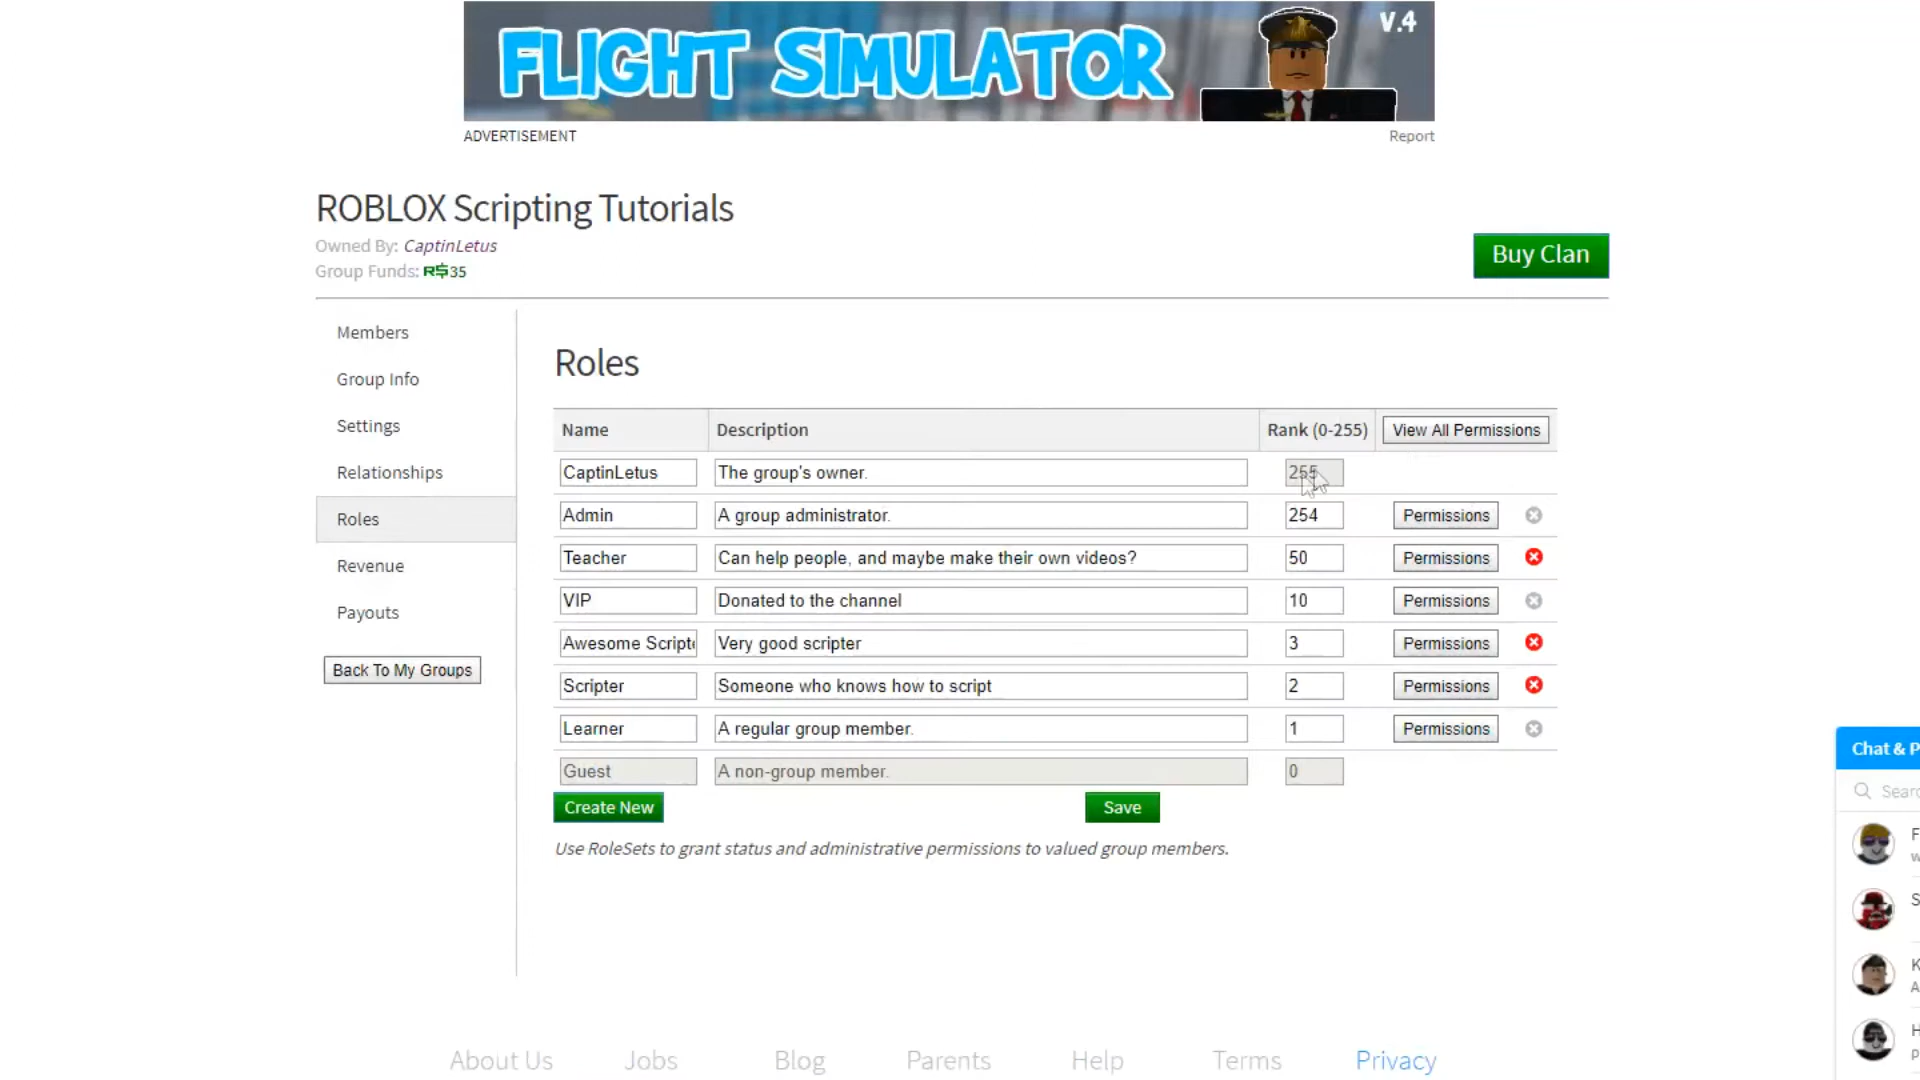 FLIGHT SIMULATOR
V.4
ADVERTISEMENT
Report
ROBLOX Scripting Tutorials
Owned By: CaptinLetus
Group Funds: R$35
Buy Clan
Members
Group Info
Settings
Relationships
Roles
Revenue
Payouts
Back To My Groups
Roles
Name Description Rank (0-255) View All Permissions
CaptinLetus The group's owner. 255
Admin A group administrator. 254 Permissions
Teacher Can help people, and maybe make their own videos? 50 Permissions
VIP Donated to the channel 10 Permissions
Awesome Scripte Very good scripter 3 Permissions
Scripter Someone who knows how to script 2 Permissions
Learner A regular group member. 1 Permissions
Guest A non-group member. 0
Create New Save
Use RoleSets to grant status and administrative permissions to valued group members.
Chat & P
Searc
F
w
S
K
A
H
p
About Us Jobs Blog Parents Help Terms Privacy